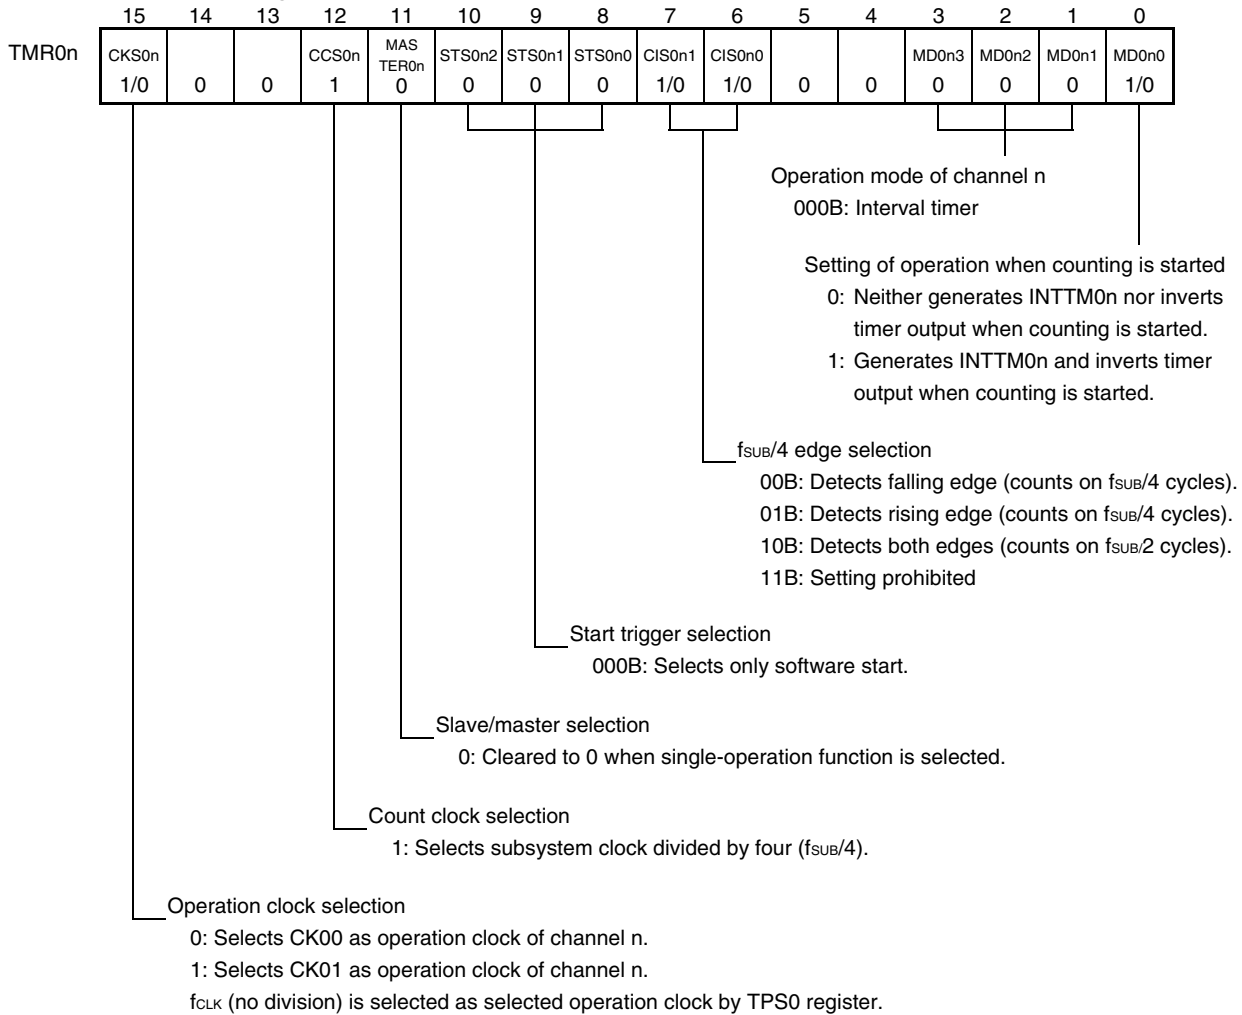 15 14 13 12 11 10 9 8 7 6 5 4 3 2 1 0
TMR0n
CKS0n CCS0n MAS TER0n STS0n2 STS0n1 STS0n0 CIS0n1 CIS0n0 MD0n3 MD0n2 MD0n1 MD0n0
1/0 0 0 1 0 0 0 0 1/0 1/0 0 0 0 0 0 1/0
Operation mode of channel n
000B: Interval timer
Setting of operation when counting is started
0: Neither generates INTTM0n nor inverts
timer output when counting is started.
1: Generates INTTM0n and inverts timer
output when counting is started.
fSUB/4 edge selection
00B: Detects falling edge (counts on fSUB/4 cycles).
01B: Detects rising edge (counts on fSUB/4 cycles).
10B: Detects both edges (counts on fSUB/2 cycles).
11B: Setting prohibited
Start trigger selection
000B: Selects only software start.
Slave/master selection
0: Cleared to 0 when single-operation function is selected.
Count clock selection
1: Selects subsystem clock divided by four (fSUB/4).
Operation clock selection
0: Selects CK00 as operation clock of channel n.
1: Selects CK01 as operation clock of channel n.
fCLK (no division) is selected as selected operation clock by TPS0 register.